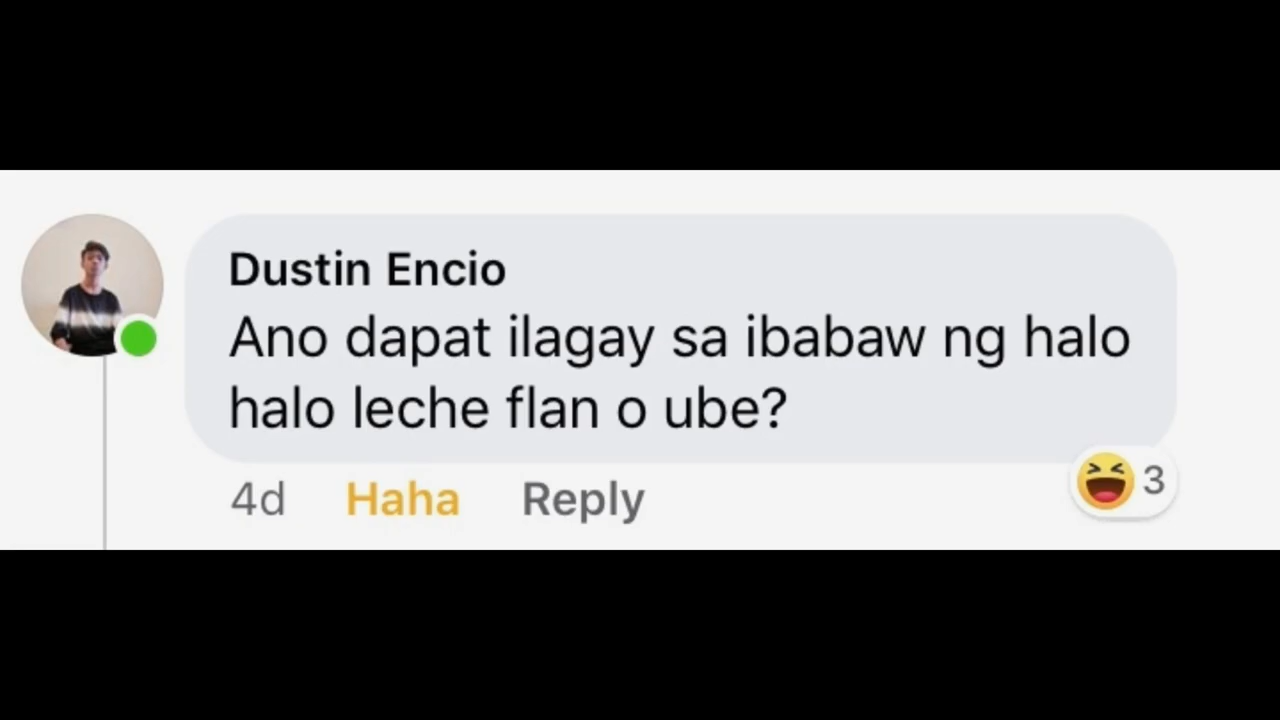 Dustin Encio
Ano dapat ilagay sa ibabaw ng halo
halo leche flan o ube?
4d Haha Reply
3